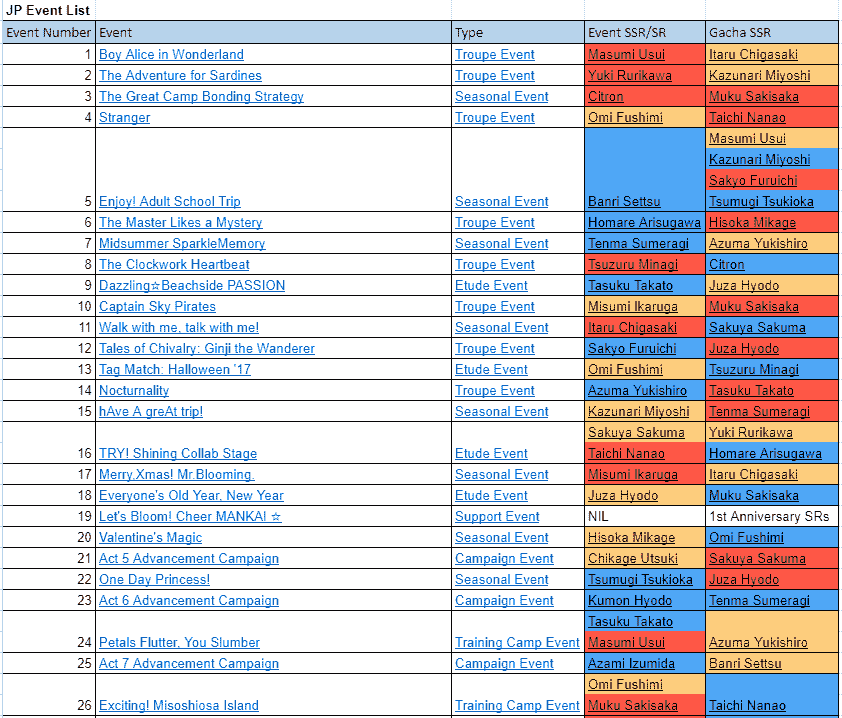 JP Event List
Event Number Event Type Event SSR/SR Gacha SSR
1 Boy Alice in Wonderland Troupe Event Masumi Usui Itaru Chigasaki
2 The Adventure for Sardines Troupe Event Yuki Rurikawa Kazunari Miyoshi
3 The Great Camp Bonding Strategy Seasonal Event Citron Muku Sakisaka
4 Stranger Troupe Event Omi Fushimi Taichi Nanao
Masumi Usui
Kazunari Miyoshi
Sakyo Furuichi
5 Enjoy! Adult School Trip Seasonal Event Banri Settsu Tsumugi Tsukioka
6 The Master Likes a Mystery Troupe Event Homare Arisugawa Hisoka Mikage
7 Midsummer SparkleMemory Seasonal Event Tenma Sumeragi Azuma Yukishiro
8 The Clockwork Heartbeat Troupe Event Tsuzuru Minagi Citron
9 Dazzling☆Beachside PASSION Etude Event Tasuku Takato Juza Hyodo
10 Captain Sky Pirates Troupe Event Misumi Ikaruga Muku Sakisaka
11 Walk with me, talk with me! Seasonal Event Itaru Chigasaki Sakuya Sakuma
12 Tales of Chivalry: Ginji the Wanderer Troupe Event Sakyo Furuichi Juza Hyodo
13 Tag Match: Halloween '17 Etude Event Omi Fushimi Tsuzuru Minagi
14 Nocturnality Troupe Event Azuma Yukishiro Tasuku Takato
15 hAve A greAt trip! Seasonal Event Kazunari Miyoshi Tenma Sumeragi
Sakuya Sakuma Yuki Rurikawa
16 TRY! Shining Collab Stage Etude Event Taichi Nanao Homare Arisugawa
17 Merry.Xmas! Mr.Blooming. Seasonal Event Misumi Ikaruga Itaru Chigasaki
18 Everyone's Old Year, New Year Etude Event Juza Hyodo Muku Sakisaka
19 Let's Bloom! Cheer MANKAI ☆ Support Event NIL 1st Anniversary SRs
20 Valentine's Magic Seasonal Event Hisoka Mikage Omi Fushimi
21 Act 5 Advancement Campaign Campaign Event Chikage Utsuki Sakuya Sakuma
22 One Day Princess! Seasonal Event Tsumugi Tsukioka Juza Hyodo
23 Act 6 Advancement Campaign Campaign Event Kumon Hyodo Tenma Sumeragi
Tasuku Takato
24 Petals Flutter, You Slumber Training Camp Event Masumi Usui Azuma Yukishiro
25 Act 7 Advancement Campaign Campaign Event Azami Izumida Banri Settsu
Omi Fushimi
26 Exciting! Misoshiosa Island Training Camp Event Muku Sakisaka Taichi Nanao